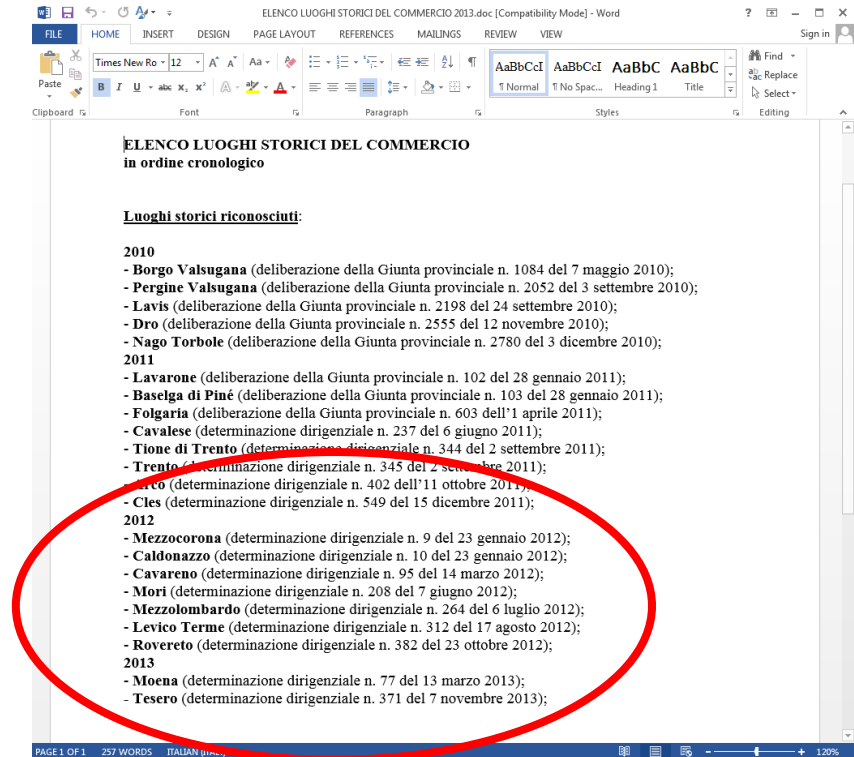 ELENCO LUOGHI STORICI DEL COMMERCIO 2013.doc [Compatibility Mode] - Word
FILE HOME INSERT DESIGN PAGE LAYOUT REFERENCES MAILINGS REVIEW VIEW Sign in
Times New Ro 12 Aa
Paste
B I U abc X₂ X²
AaBbCcI AaBbCcI AaBbC AaBbC
¶ Normal ¶ No Spac... Heading 1 Title
Find
Replace
Select
Clipboard Font Paragraph Styles Editing
ELENCO LUOGHI STORICI DEL COMMERCIO
in ordine cronologico
Luoghi storici riconosciuti:
2010
- Borgo Valsugana (deliberazione della Giunta provinciale n. 1084 del 7 maggio 2010);
- Pergine Valsugana (deliberazione della Giunta provinciale n. 2052 del 3 settembre 2010);
- Lavis (deliberazione della Giunta provinciale n. 2198 del 24 settembre 2010);
- Dro (deliberazione della Giunta provinciale n. 2555 del 12 novembre 2010);
- Nago Torbole (deliberazione della Giunta provinciale n. 2780 del 3 dicembre 2010);
2011
- Lavarone (deliberazione della Giunta provinciale n. 102 del 28 gennaio 2011);
- Baselga di Piné (deliberazione della Giunta provinciale n. 103 del 28 gennaio 2011);
- Folgaria (deliberazione della Giunta provinciale n. 603 dell'1 aprile 2011);
- Cavalese (determinazione dirigenziale n. 237 del 6 giugno 2011);
- Tione di Trento (determinazione dirigenziale n. 344 del 2 settembre 2011);
- Trento (determinazione dirigenziale n. 345 del 2 settembre 2011);
- Arco (determinazione dirigenziale n. 402 dell'11 ottobre 2011);
- Cles (determinazione dirigenziale n. 549 del 15 dicembre 2011);
2012
- Mezzocorona (determinazione dirigenziale n. 9 del 23 gennaio 2012);
- Caldonazzo (determinazione dirigenziale n. 10 del 23 gennaio 2012);
- Cavareno (determinazione dirigenziale n. 95 del 14 marzo 2012);
- Mori (determinazione dirigenziale n. 208 del 7 giugno 2012);
- Mezzolombardo (determinazione dirigenziale n. 264 del 6 luglio 2012);
- Levico Terme (determinazione dirigenziale n. 312 del 17 agosto 2012);
- Rovereto (determinazione dirigenziale n. 382 del 23 ottobre 2012);
2013
- Moena (determinazione dirigenziale n. 77 del 13 marzo 2013);
- Tesero (determinazione dirigenziale n. 371 del 7 novembre 2013);
PAGE 1 OF 1 257 WORDS ITALIAN 120%